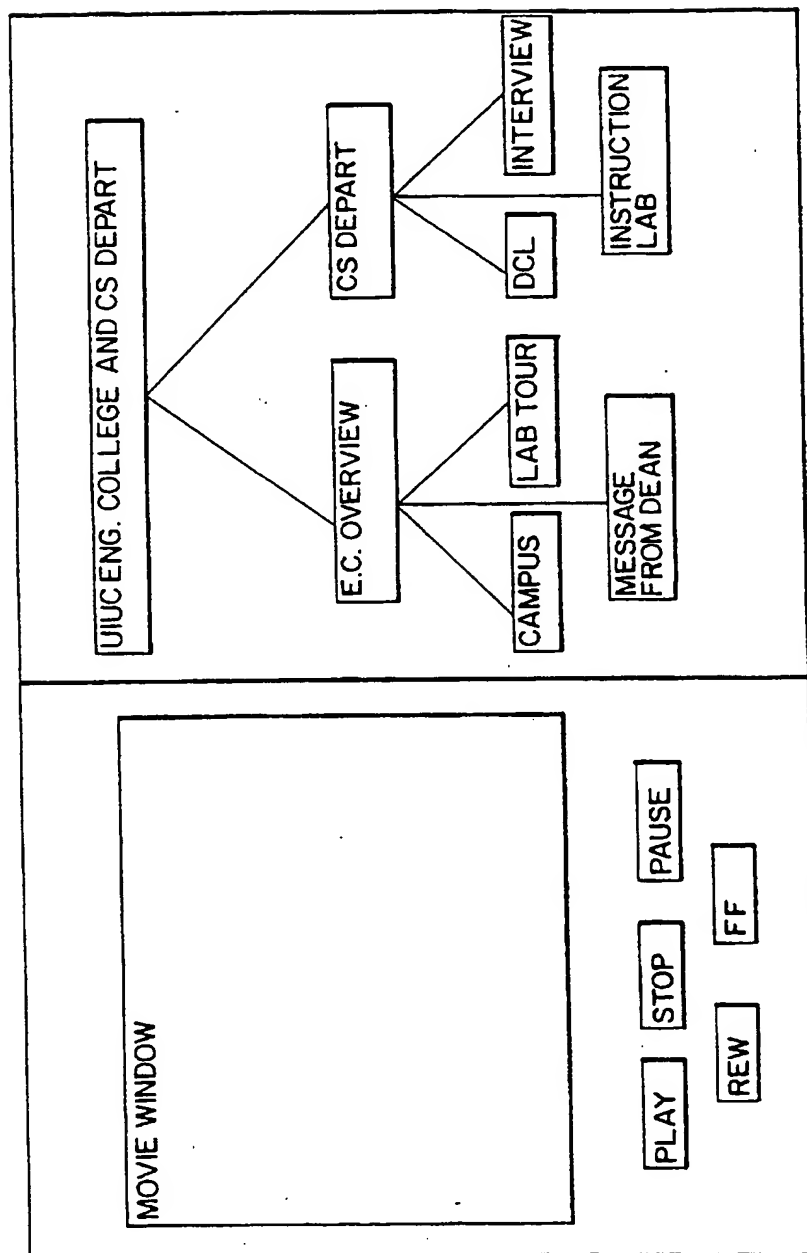 MOVIE WINDOW
PLAY
STOP
PAUSE
REW
FF
UIUC ENG. COLLEGE AND CS DEPART
E.C. OVERVIEW
CS DEPART
CAMPUS
LAB TOUR
DCL
INTERVIEW
MESSAGE
FROM DEAN
INSTRUCTION
LAB